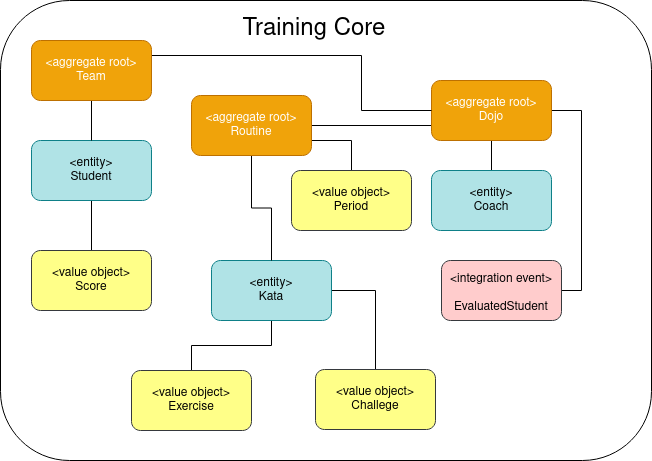 Training Core
<aggregate root>
Team
<aggregate root>
Routine
<aggregate root>
Dojo
<entity>
Student
<value object>
Period
<entity>
Coach
<value object>
Score
<entity>
Kata
<integration event>
EvaluatedStudent
<value object>
Exercise
<value object>
Challege